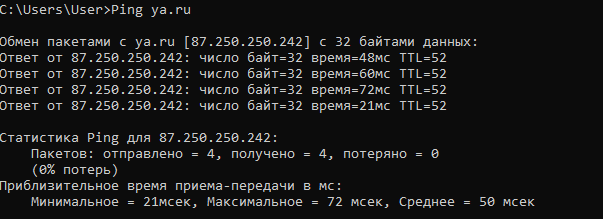 C:\Users\User>Ping ya.ru
Обмен пакетами с ya.ru [87.250.250.242] с 32 байтами данных:
Ответ от 87.250.250.242: число байт=32 время=48мс TTL=52
Ответ от 87.250.250.242: число байт=32 время=60мс TTL=52
Ответ от 87.250.250.242: число байт=32 время=72мс TTL=52
Ответ от 87.250.250.242: число байт=32 время=21мс TTL=52
Статистика Ping для 87.250.250.242:
Пакетов: отправлено = 4, получено = 4, потеряно = 0
(0% потерь)
Приблизительное время приема-передачи в мс:
Минимальное = 21мсек, Максимальное = 72 мсек, Среднее = 50 мсек